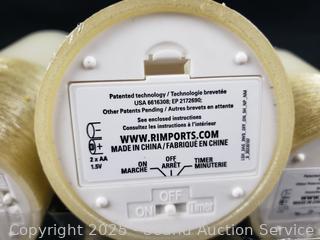 Patented technology / Technologie brevetée
USA 6616308; EP 2172690;
Other Patents Pending / Autres brevets en attente
See enclosed instructions
Consultez les instructions à l'intérieur
WWW.RIMPORTS.COM
MADE IN CHINA / FABRIQUÉ EN CHINE
2 x AA
1.5V
ON
MARCHE
OFF
ARRÊT
TIMER
MINUTERIE
OFF
ON
Timer
Copyright © 2025 - Sound Auction Service